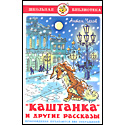 ШКОЛЬНАЯ БИБЛИОТЕКА
Антон Чехов
"КАШТАНКА"
И ДРУГИЕ РАССКАЗЫ